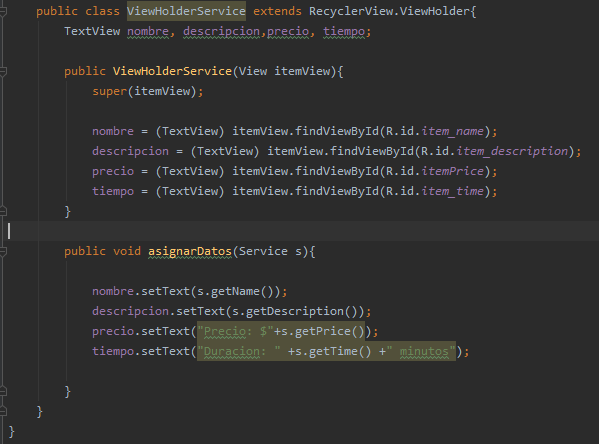 public class ViewHolderService extends RecyclerView.ViewHolder{
TextView nombre, descripcion,precio, tiempo;
public ViewHolderService(View itemView){
super(itemView);
nombre = (TextView) itemView.findViewById(R.id.item_name);
descripcion = (TextView) itemView.findViewById(R.id.item_description);
precio = (TextView) itemView.findViewById(R.id.itemPrice);
tiempo = (TextView) itemView.findViewById(R.id.item_time);
}
public void asignarDatos(Service s){
nombre.setText(s.getName());
descripcion.setText(s.getDescription());
precio.setText("Precio: $"+s.getPrice());
tiempo.setText("Duracion: " +s.getTime() +" minutos");
}
}
}